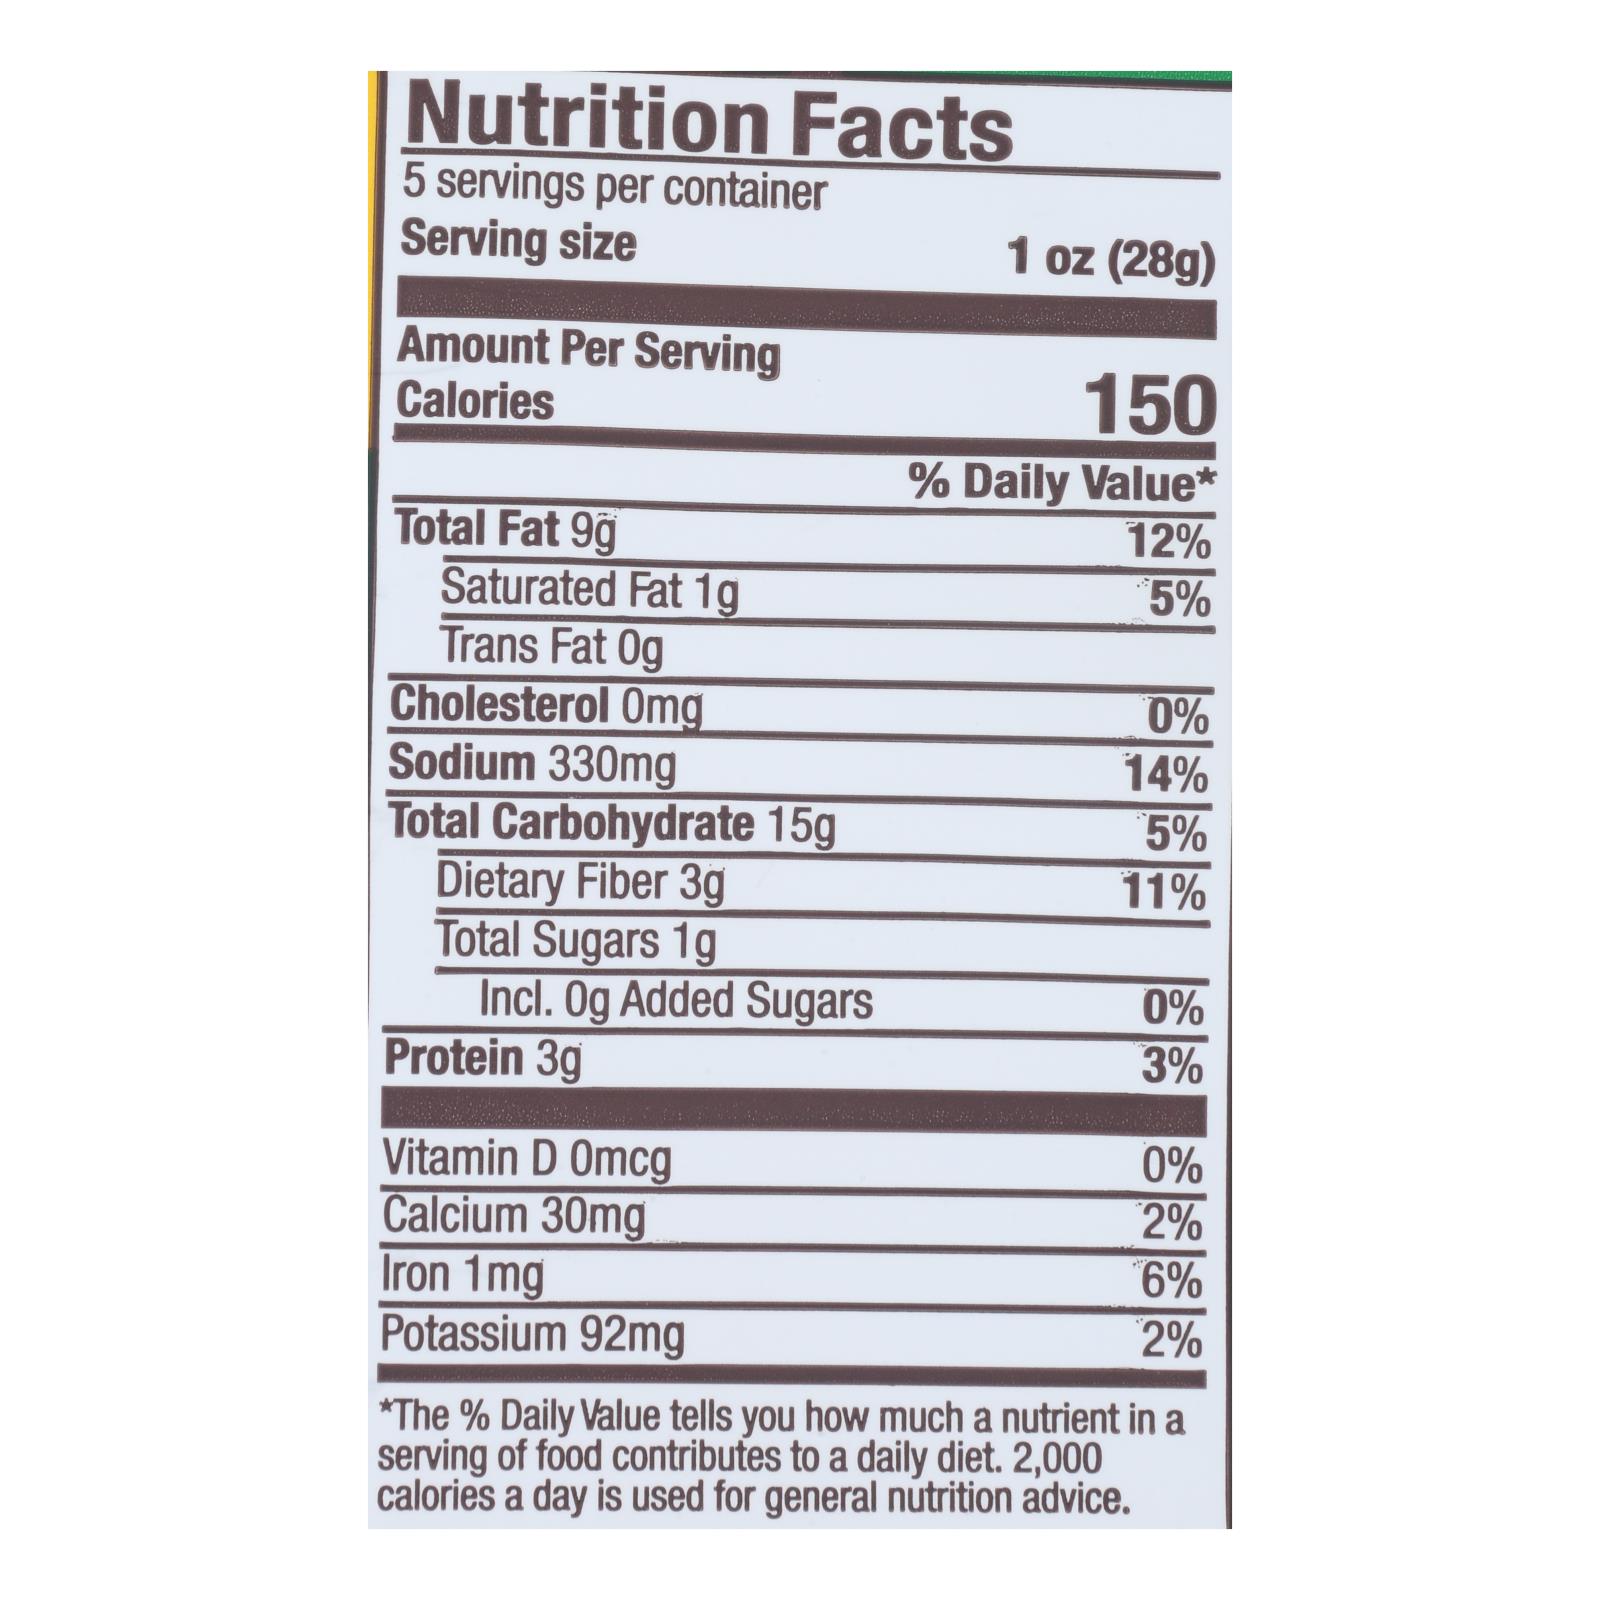 Nutrition Facts
5 servings per container
Serving size 1 oz (28g)
Amount Per Serving
Calories 150
% Daily Value*
Total Fat 9g 12%
Saturated Fat 1g 5%
Trans Fat 0g
Cholesterol 0mg 0%
Sodium 330mg 14%
Total Carbohydrate 15g 5%
Dietary Fiber 3g 11%
Total Sugars 1g
Incl. 0g Added Sugars 0%
Protein 3g 3%
Vitamin D 0mcg 0%
Calcium 30mg 2%
Iron 1mg 6%
Potassium 92mg 2%
*The % Daily Value tells you how much a nutrient in a
serving of food contributes to a daily diet. 2,000
calories a day is used for general nutrition advice.